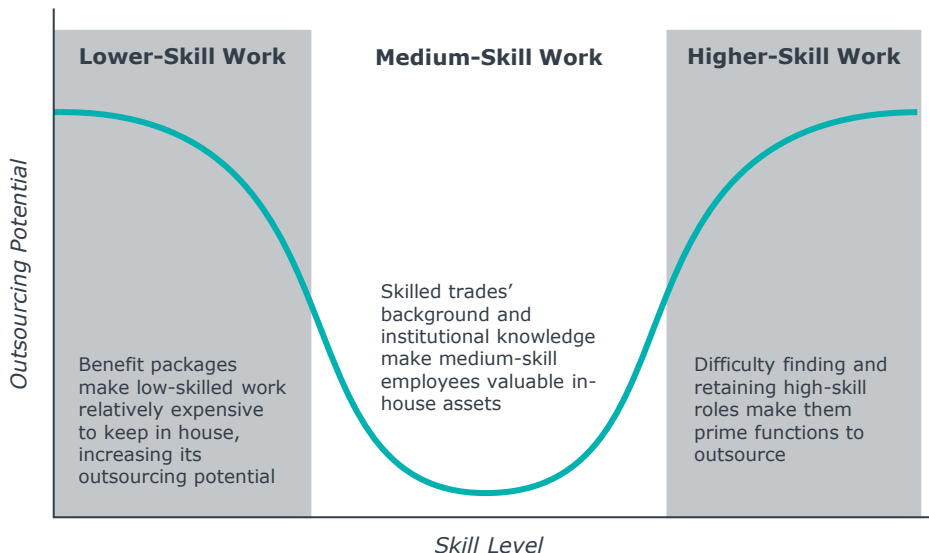 Lower-Skill Work
Medium-Skill Work
Higher-Skill Work
Outsourcing Potential
Benefit packages
make low-skilled work
relatively expensive
to keep in house,
increasing its
outsourcing potential
Skilled trades’
background and
institutional knowledge
make medium-skill
employees valuable in-
house assets
Difficulty finding and
retaining high-skill
roles make them
prime functions to
outsource
Skill Level